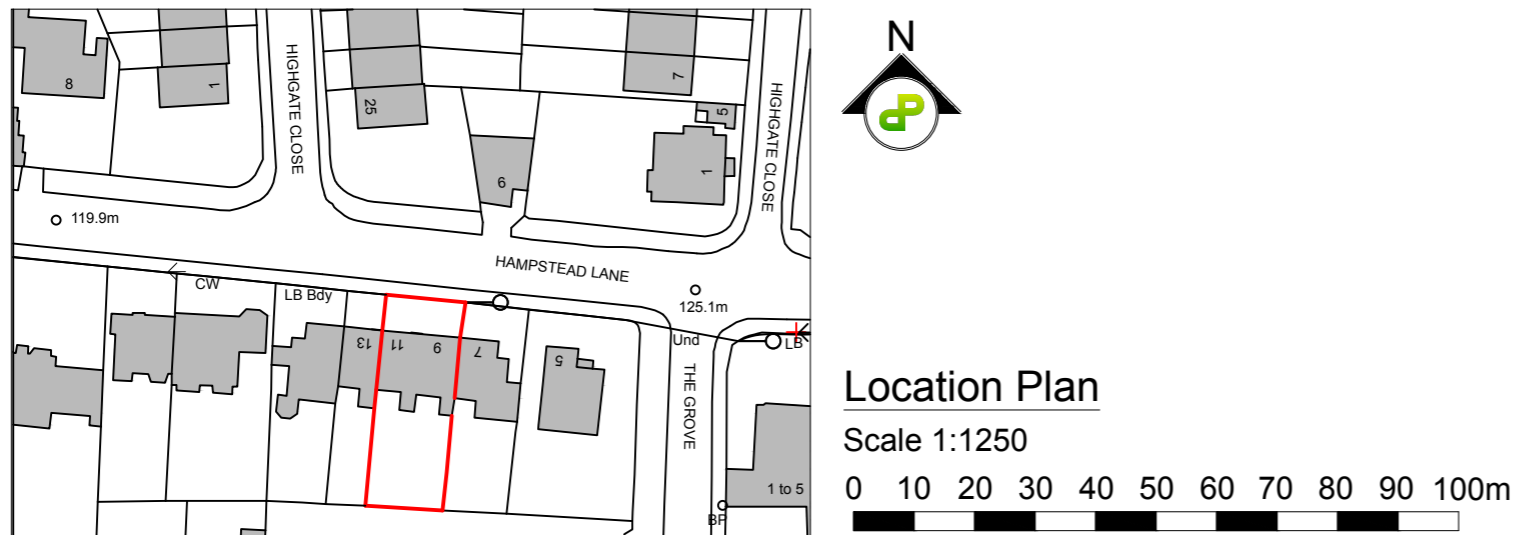 8
1
HIGHGATE CLOSE
25
7
5
HIGHGATE CLOSE
6
1
119.9m
HAMPSTEAD LANE
CW
LB Bdy
125.1m
13
11
9
7
5
Und
LB
THE GROVE
1 to 5
BP
N
dP
Location Plan
Scale 1:1250
0 10 20 30 40 50 60 70 80 90 100m